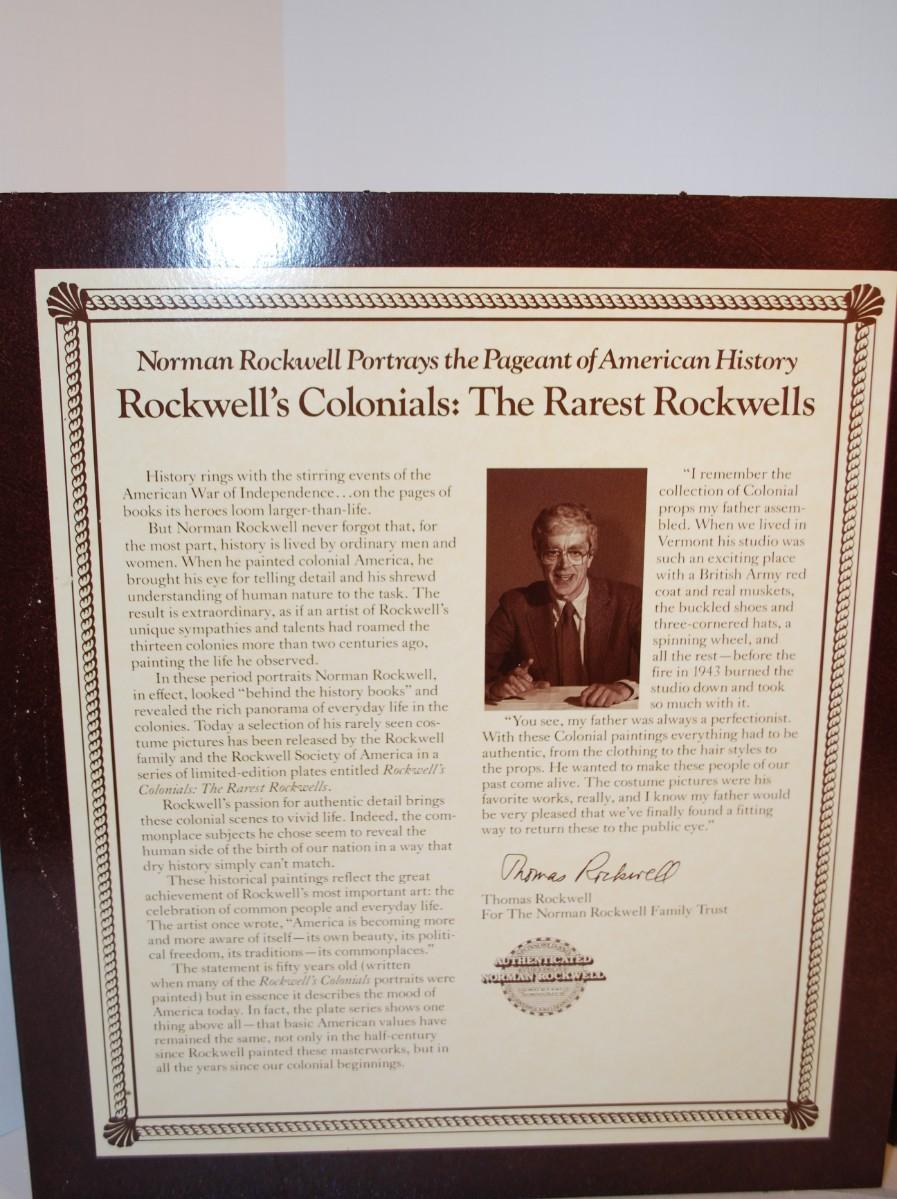 Norman Rockwell Portrays the Pageant of American History
Rockwell's Colonials: The Rarest Rockwells
History rings with the stirring events of the
American War of Independence...on the pages of
books its heroes loom larger-than-life.
But Norman Rockwell never forgot that, for
the most part, history is lived by ordinary men and
women. When he painted colonial America, he
brought his eye for telling detail and his shrewd
understanding of human nature to the task. The
result is extraordinary, as if an artist of Rockwell's
unique sympathies and talents had roamed the
thirteen colonies more than two centuries ago,
painting the life he observed.
In these period portraits Norman Rockwell,
in effect, looked "behind the history books" and
revealed the rich panorama of everyday life in the
colonies. Today a selection of his rarely seen cos-
tume pictures has been released by the Rockwell
family and the Rockwell Society of America in a
series of limited-edition plates entitled Rockwell's
Colonials: The Rarest Rockwells.
Rockwell's passion for authentic detail brings
these colonial scenes to vivid life. Indeed, the com-
monplace subjects he chose seem to reveal the
human side of the birth of our nation in a way that
dry history simply can't match.
These historical paintings reflect the great
achievement of Rockwell's most important art: the
celebration of common people and everyday life.
The artist once wrote, "America is becoming more
and more aware of itself—its own beauty, its politi-
cal freedom, its traditions—its commonplaces."
The statement is fifty years old (written
when many of the Rockwell's Colonials portraits were
painted) but in essence it describes the mood of
America today. In fact, the plate series shows one
thing above all—that basic American values have
remained the same, not only in the half-century
since Rockwell painted these masterworks, but in
all the years since our colonial beginnings.
"I remember the
collection of Colonial
props my father assem-
bled. When we lived in
Vermont his studio was
such an exciting place
with a British Army red
coat and real muskets,
the buckled shoes and
three-cornered hats, a
spinning wheel, and
all the rest—before the
fire in 1943 burned the
studio down and took
so much with it.
"You see, my father was always a perfectionist.
With these Colonial paintings everything had to be
authentic, from the clothing to the hair styles to
the props. He wanted to make these people of our
past come alive. The costume pictures were his
favorite works, really, and I know my father would
be very pleased that we've finally found a fitting
way to return these to the public eye."
Thomas Rockwell
Thomas Rockwell
For The Norman Rockwell Family Trust
AUTHENTICATED
NORMAN ROCKWELL